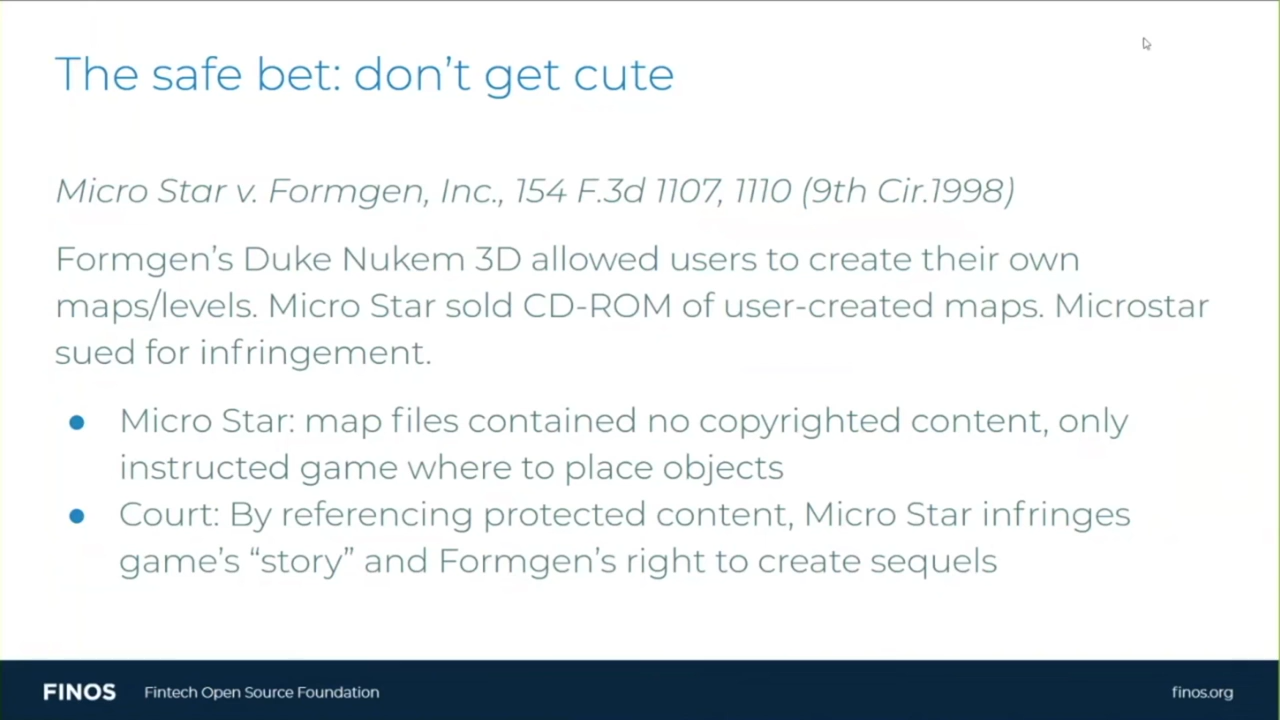 The safe bet: don't get cute
Micro Star v. Formgen, Inc., 154 F.3d 1107, 1110 (9th Cir.1998)
Formgen's Duke Nukem 3D allowed users to create their own
maps/levels. Micro Star sold CD-ROM of user-created maps. Microstar
sued for infringement.
● Micro Star: map files contained no copyrighted content, only
instructed game where to place objects
● Court: By referencing protected content, Micro Star infringes
game's “story” and Formgen's right to create sequels
FINOS Fintech Open Source Foundation finos.org